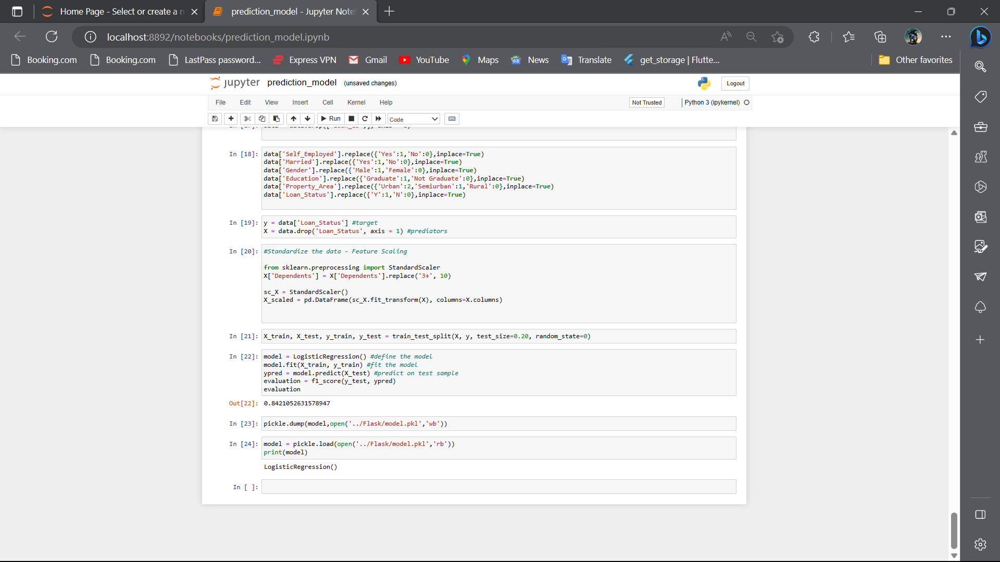 Home Page - Select or create a n
prediction_model - Jupyter Note
localhost:8892/notebooks/prediction_model.ipynb
Booking.com
Booking.com
LastPass password...
Express VPN
Gmail
YouTube
Maps
News
Translate
get_storage | Flutte...
Other favorites
jupyter prediction_model (unsaved changes)
Logout
File Edit View Insert Cell Kernel Help
Not Trusted
Python 3 (ipykernel)
Run
Code
In [18]: data['Self_Employed'].replace({'Yes':1,'No':0},inplace=True)
data['Married'].replace({'Yes':1,'No':0},inplace=True)
data['Gender'].replace({'Male':1,'Female':0},inplace=True)
data['Education'].replace({'Graduate':1,'Not Graduate':0},inplace=True)
data['Property_Area'].replace({'Urban':2,'Semiurban':1,'Rural':0},inplace=True)
data['Loan_Status'].replace({'Y':1,'N':0},inplace=True)
In [19]: y = data['Loan_Status'] #target
X = data.drop('Loan_Status', axis = 1) #prediators
In [20]: #Standardize the data - Feature Scaling
from sklearn.preprocessing import StandardScaler
X['Dependents'] = X['Dependents'].replace('3+', 10)
sc_X = StandardScaler()
X_scaled = pd.DataFrame(sc_X.fit_transform(X), columns=X.columns)
In [21]: X_train, X_test, y_train, y_test = train_test_split(X, y, test_size=0.20, random_state=0)
In [22]: model = LogisticRegression() #define the model
model.fit(X_train, y_train) #fit the model
ypred = model.predict(X_test) #predict on test sample
evaluation = f1_score(y_test, ypred)
evaluation
Out[22]: 0.8421052631578947
In [23]: pickle.dump(model,open('../Flask/model.pkl','wb'))
In [24]: model = pickle.load(open('../Flask/model.pkl','rb'))
print(model)
LogisticRegression()
In [ ]: